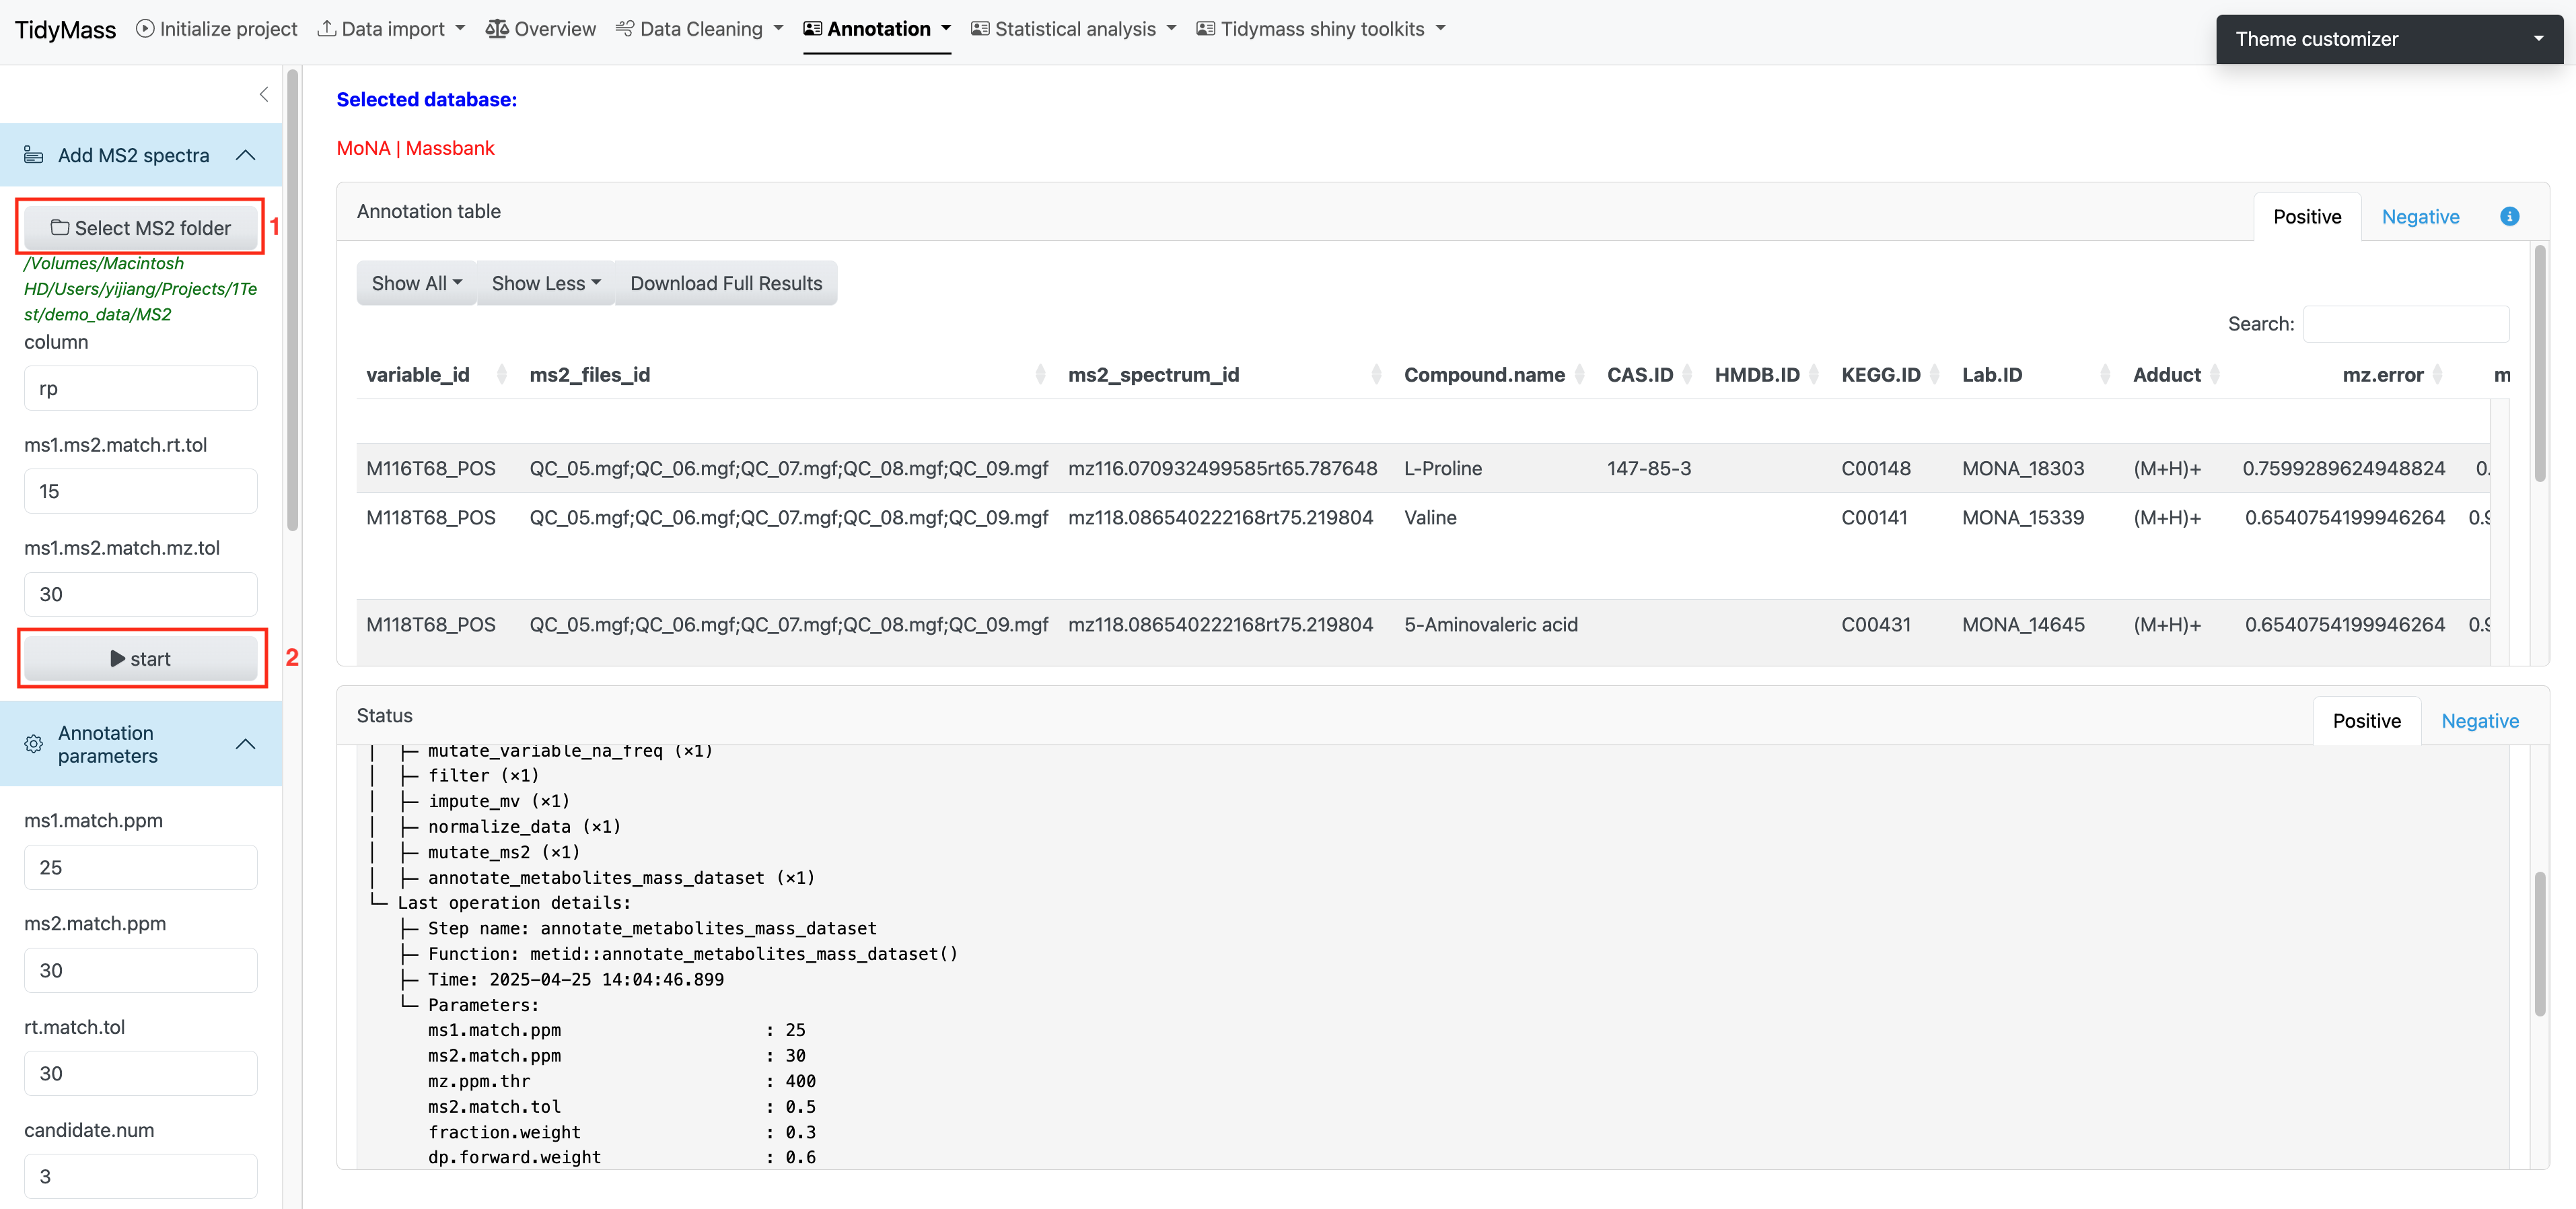 TidyMass Initialize project Data import Overview Data Cleaning Annotation Statistical analysis Tidymass shiny toolkits
Theme customizer
Add MS2 spectra
Select MS2 folder
1
/Volumes/Macintosh
HD/Users/yijiang/Projects/1Te
st/demo_data/MS2
column
rp
ms1.ms2.match.rt.tol
15
ms1.ms2.match.mz.tol
30
start
2
Annotation
parameters
ms1.match.ppm
25
ms2.match.ppm
30
rt.match.tol
30
candidate.num
3
Selected database:
MoNA | Massbank
Annotation table
Positive Negative
Show All Show Less Download Full Results
Search:
variable_id ms2_files_id ms2_spectrum_id Compound.name CAS.ID HMDB.ID KEGG.ID Lab.ID Adduct mz.error m
M116T68_POS QC_05.mgf;QC_06.mgf;QC_07.mgf;QC_08.mgf;QC_09.mgf mz116.070932499585rt65.787648 L-Proline 147-85-3 C00148 MONA_18303 (M+H)+ 0.7599289624948824 0.
M118T68_POS QC_05.mgf;QC_06.mgf;QC_07.mgf;QC_08.mgf;QC_09.mgf mz118.086540222168rt75.219804 Valine C00141 MONA_15339 (M+H)+ 0.6540754199946264 0.9
M118T68_POS QC_05.mgf;QC_06.mgf;QC_07.mgf;QC_08.mgf;QC_09.mgf mz118.086540222168rt75.219804 5-Aminovaleric acid C00431 MONA_14645 (M+H)+ 0.6540754199946264 0.9
Status
Positive Negative
│  ├─ mutate_variable_na_freq (×1)
│  ├─ filter (×1)
│  ├─ impute_mv (×1)
│  ├─ normalize_data (×1)
│  ├─ mutate_ms2 (×1)
│  ├─ annotate_metabolites_mass_dataset (×1)
└─ Last operation details:
├─ Step name: annotate_metabolites_mass_dataset
├─ Function: metid::annotate_metabolites_mass_dataset()
├─ Time: 2025-04-25 14:04:46.899
└─ Parameters:
ms1.match.ppm : 25
ms2.match.ppm : 30
mz.ppm.thr : 400
ms2.match.tol : 0.5
fraction.weight : 0.3
dp.forward.weight : 0.6